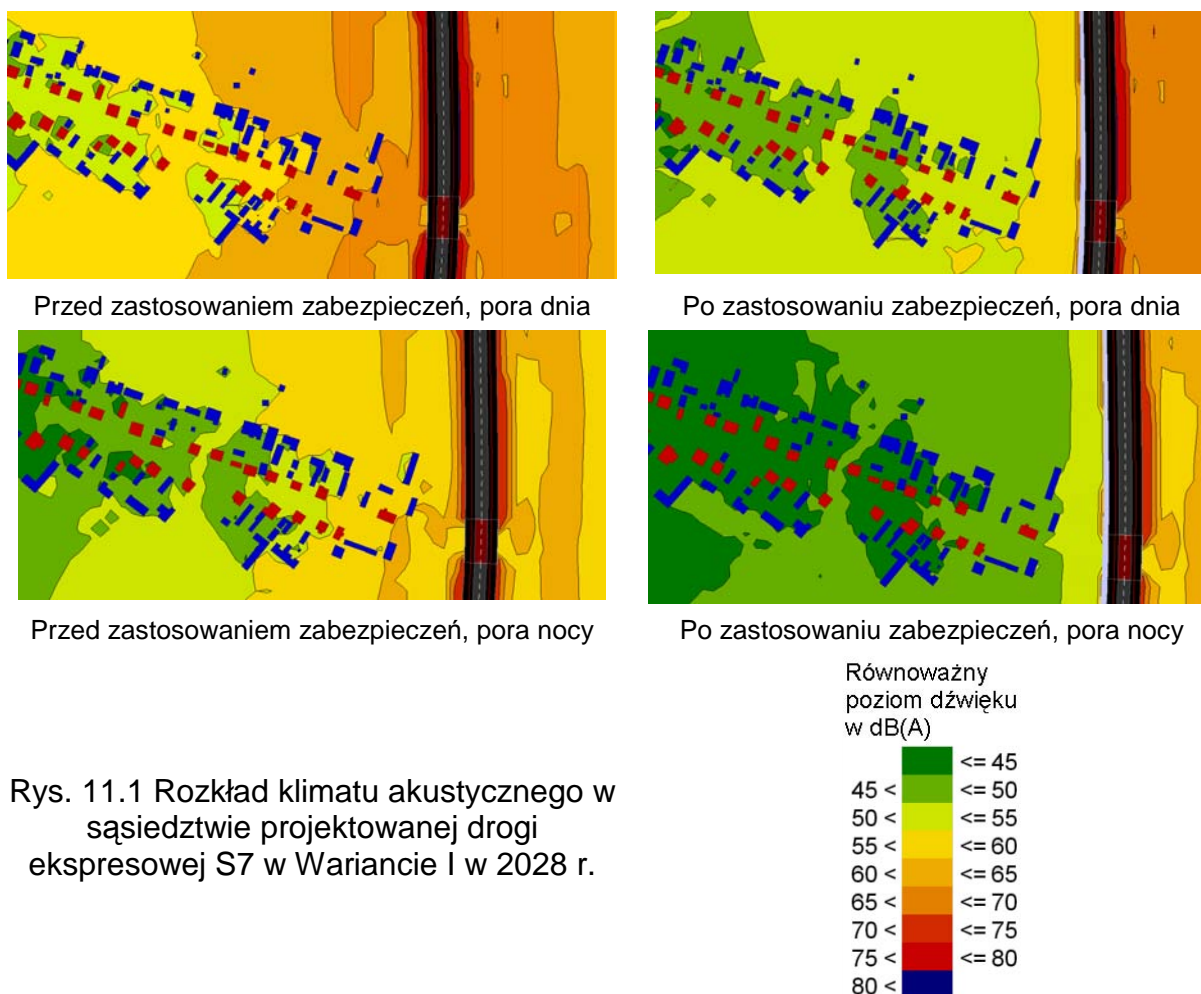 Przed zastosowaniem zabezpieczeń, pora dnia
Po zastosowaniu zabezpieczeń, pora dnia
Przed zastosowaniem zabezpieczeń, pora nocy
Po zastosowaniu zabezpieczeń, pora nocy
Rys. 11.1 Rozkład klimatu akustycznego w
sąsiedztwie projektowanej drogi
ekspresowej S7 w Wariancie I w 2028 r.
Równoważny
poziom dźwięku
w dB(A)
<= 45
45 < <= 50
50 < <= 55
55 < <= 60
60 < <= 65
65 < <= 70
70 < <= 75
75 < <= 80
80 <